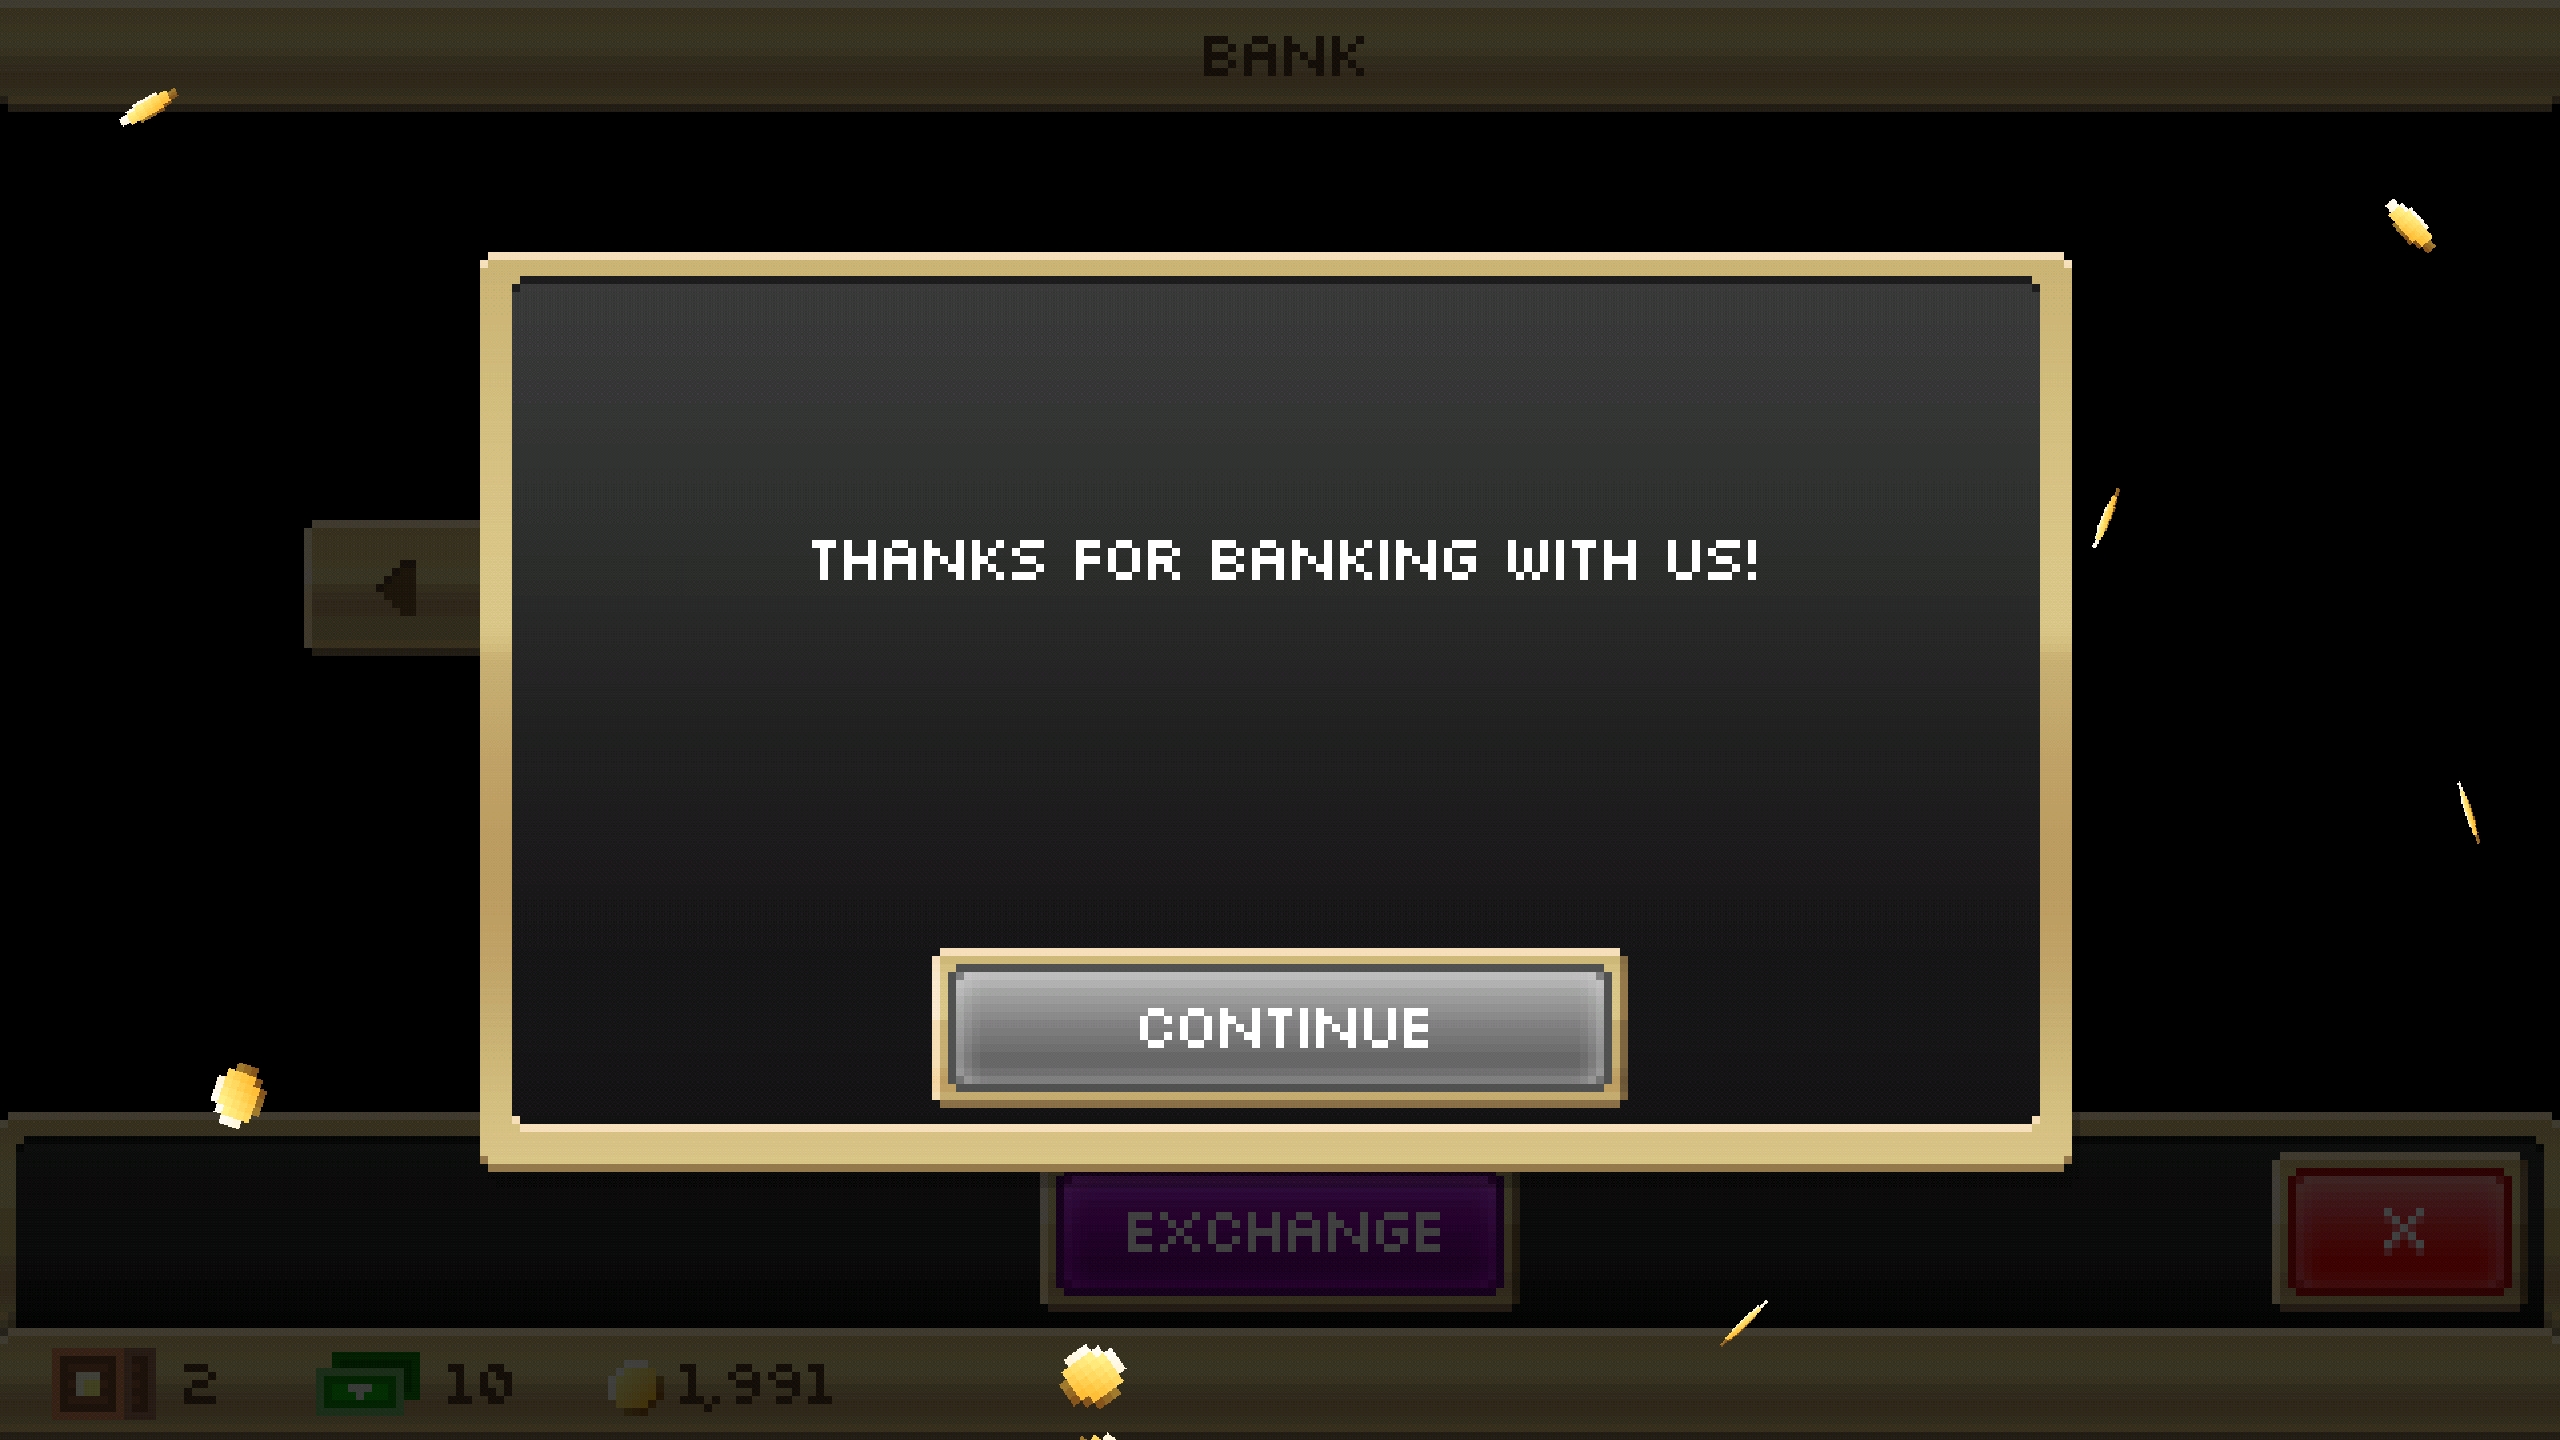 BANK
THANKS FOR BANKING WITH US!
CONTINUE
EXCHANGE
X
2 10 1,991